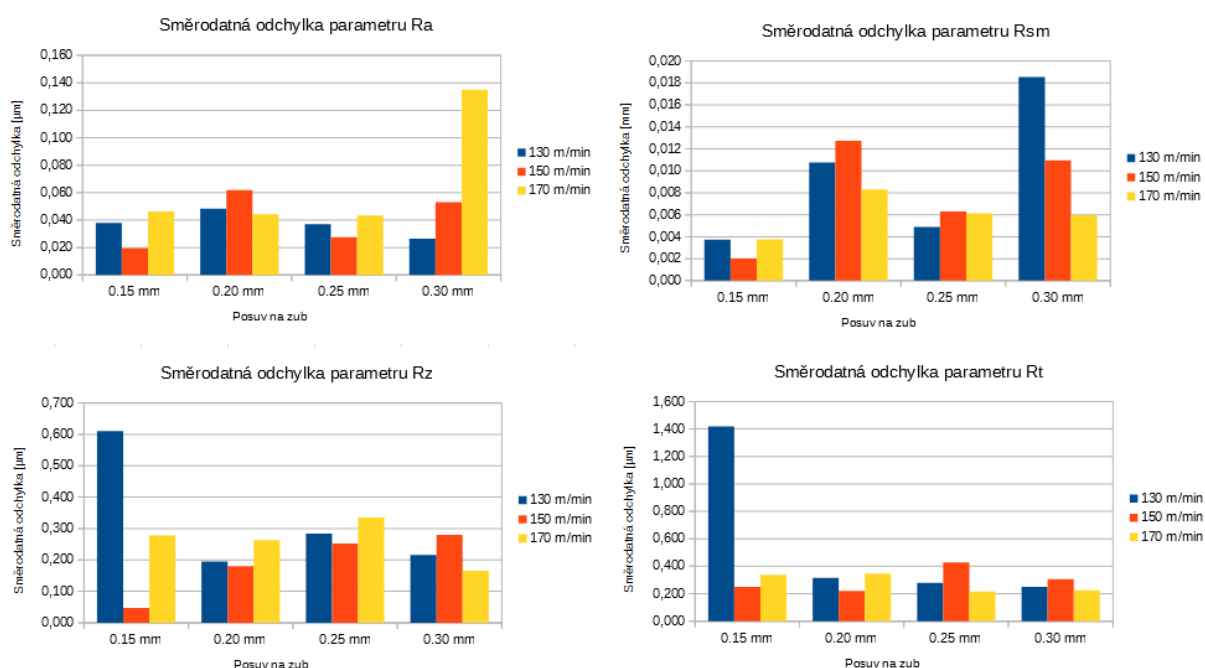 Směrodatná odchylka parametru Ra
Směrodatná odchylka [µm]
0,160
0,140
0,120
0,100
0,080
0,060
0,040
0,020
0,000
0.15 mm 0.20 mm 0.25 mm 0.30 mm
Posuv na zub
130 m/min
150 m/min
170 m/min
Směrodatná odchylka parametru Rsm
Směrodatná odchylka [mm]
0,020
0,018
0,016
0,014
0,012
0,010
0,008
0,006
0,004
0,002
0,000
0.15 mm 0.20 mm 0.25 mm 0.30 mm
Posuv na zub
130 m/min
150 m/min
170 m/min
Směrodatná odchylka parametru Rz
Směrodatná odchylka [µm]
0,700
0,600
0,500
0,400
0,300
0,200
0,100
0,000
0.15 mm 0.20 mm 0.25 mm 0.30 mm
Posuv na zub
130 m/min
150 m/min
170 m/min
Směrodatná odchylka parametru Rt
Směrodatná odchylka [µm]
1,600
1,400
1,200
1,000
0,800
0,600
0,400
0,200
0,000
0.15 mm 0.20 mm 0.25 mm 0.30 mm
Posuv na zub
130 m/min
150 m/min
170 m/min